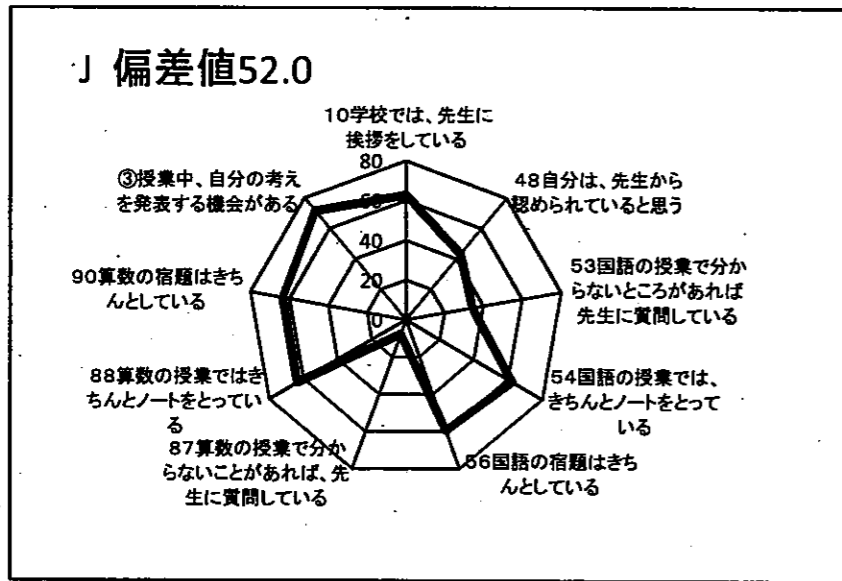 J 偏差値52.0
10学校では、先生に
挨拶をしている
80
60
40
20
0
48自分は、先生から
認められていると思う
53国語の授業で分か
らないところがあれば
先生に質問している
54国語の授業では、
きちんとノートをとって
いる
56国語の宿題はきち
んとしている
87算数の授業で分か
らないことがあれば、先
生に質問している
88算数の授業ではき
ちんとノートをとってい
る
90算数の宿題はきち
んとしている
③授業中、自分の考え
を発表する機会がある